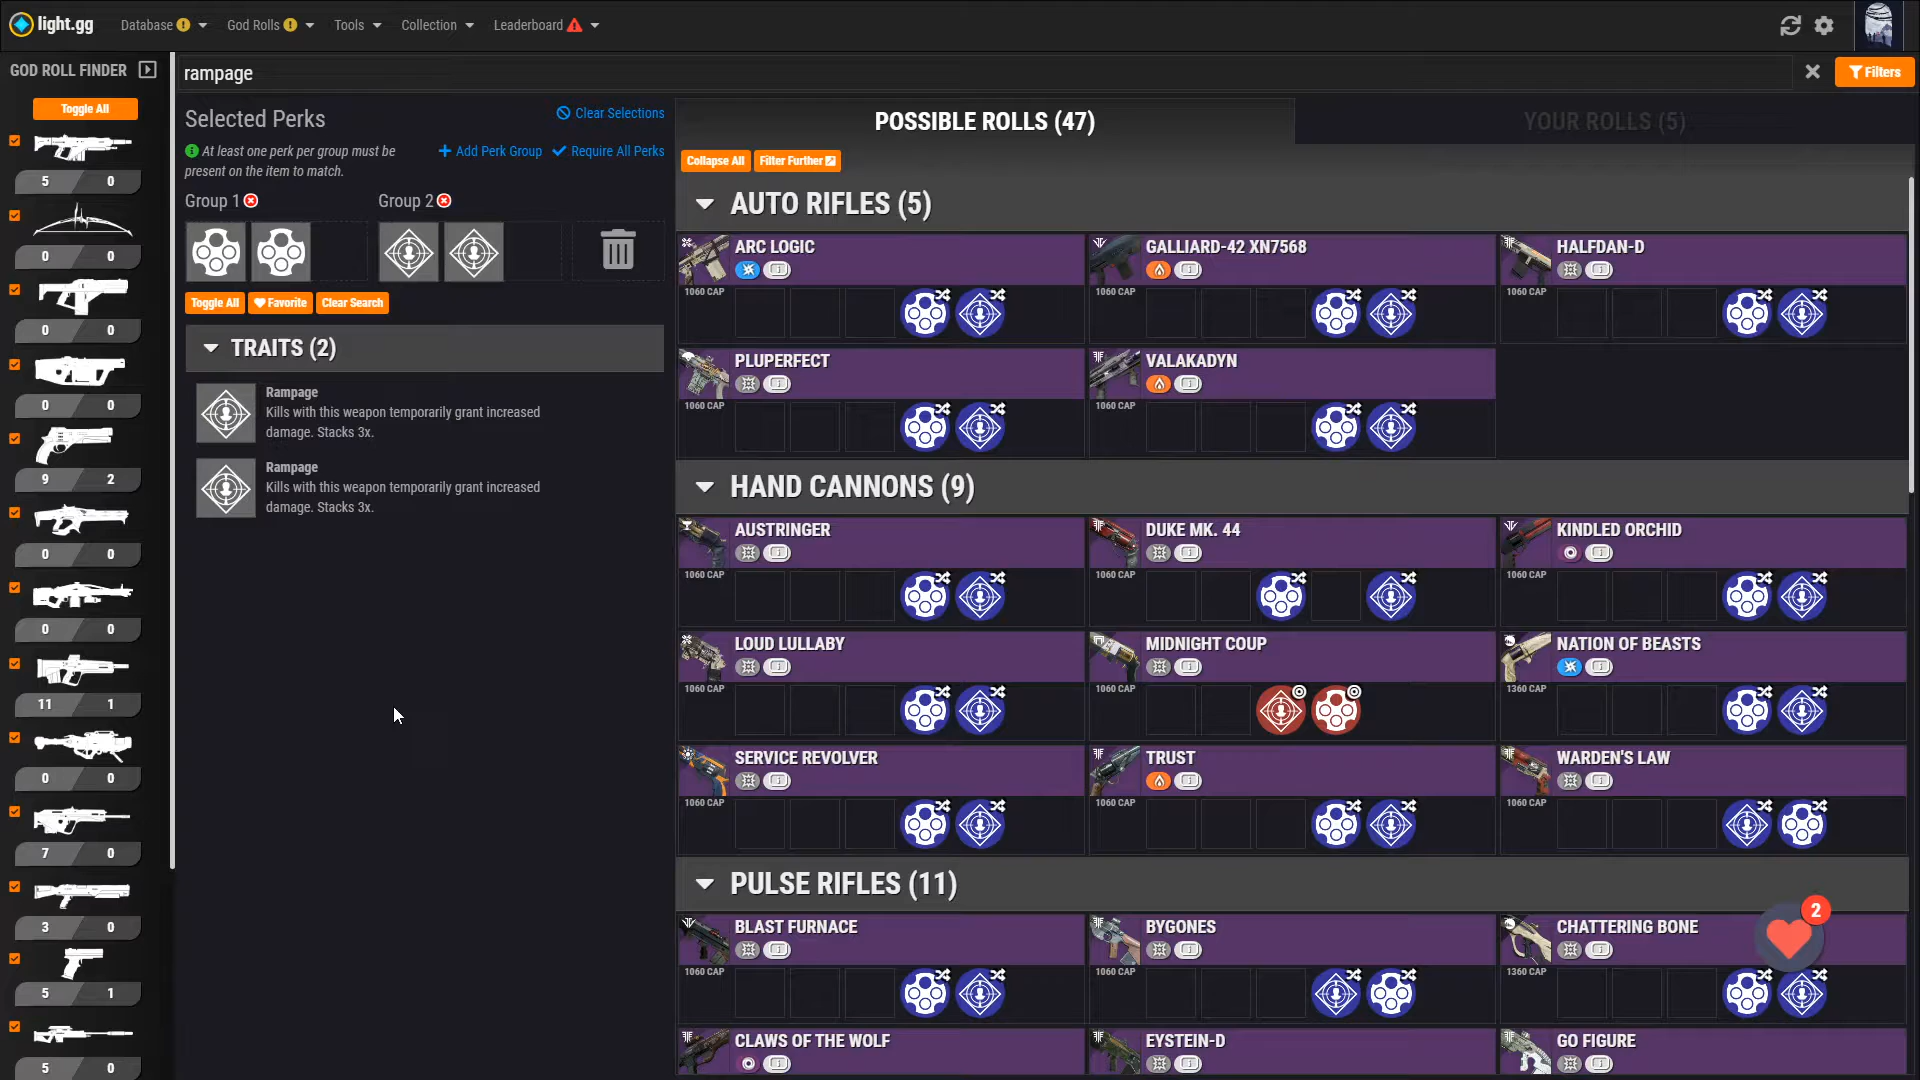 light.gg
Database
God Rolls
Tools
Collection
Leaderboard
GOD ROLL FINDER
rampage
Filters
Toggle All
5 0
0 0
0 0
0 0
9 2
0 0
0 0
11 1
0 0
7 0
3 0
5 1
5 0
Selected Perks
Clear Selections
At least one perk per group must be
present on the item to match.
Add Perk Group
Require All Perks
Group 1
Group 2
Toggle All
Favorite
Clear Search
TRAITS (2)
Rampage
Kills with this weapon temporarily grant increased
damage. Stacks 3x.
Rampage
Kills with this weapon temporarily grant increased
damage. Stacks 3x.
POSSIBLE ROLLS (47)
YOUR ROLLS (5)
Collapse All
Filter Further
AUTO RIFLES (5)
ARC LOGIC
1060 CAP
GALLIARD-42 XN7568
1060 CAP
HALFDAN-D
1060 CAP
PLUPERFECT
1060 CAP
VALAKADYN
1060 CAP
HAND CANNONS (9)
AUSTRINGER
1060 CAP
DUKE MK. 44
1060 CAP
KINDLED ORCHID
1060 CAP
LOUD LULLABY
1060 CAP
MIDNIGHT COUP
1060 CAP
NATION OF BEASTS
1360 CAP
SERVICE REVOLVER
1060 CAP
TRUST
1060 CAP
WARDEN'S LAW
1060 CAP
PULSE RIFLES (11)
BLAST FURNACE
1060 CAP
BYGONES
1060 CAP
CHATTERING BONE
1360 CAP
2
CLAWS OF THE WOLF
EYSTEIN-D
GO FIGURE